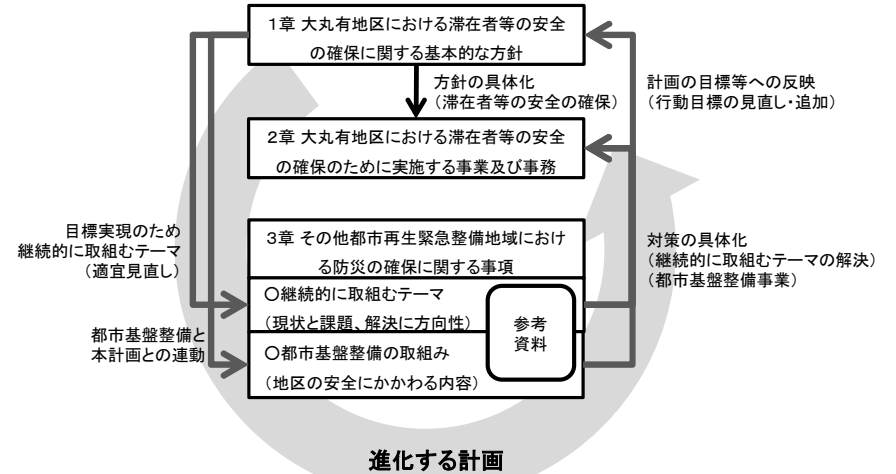 1章 大丸有地区における滞在者等の安全
の確保に関する基本的な方針
方針の具体化
(滞在者等の安全の確保)
計画の目標等への反映
(行動目標の見直し・追加)
2章 大丸有地区における滞在者等の安全
の確保のために実施する事業及び事務
目標実現のため
継続的に取組むテーマ
(適宜見直し)
3章 その他都市再生緊急整備地域におけ
る防災の確保に関する事項
対策の具体化
(継続的に取組むテーマの解決)
(都市基盤整備事業)
〇継続的に取組むテーマ
(現状と課題、解決に方向性)
参考
資料
都市基盤整備と
本計画との連動
〇都市基盤整備の取組み
(地区の安全にかかわる内容)
進化する計画